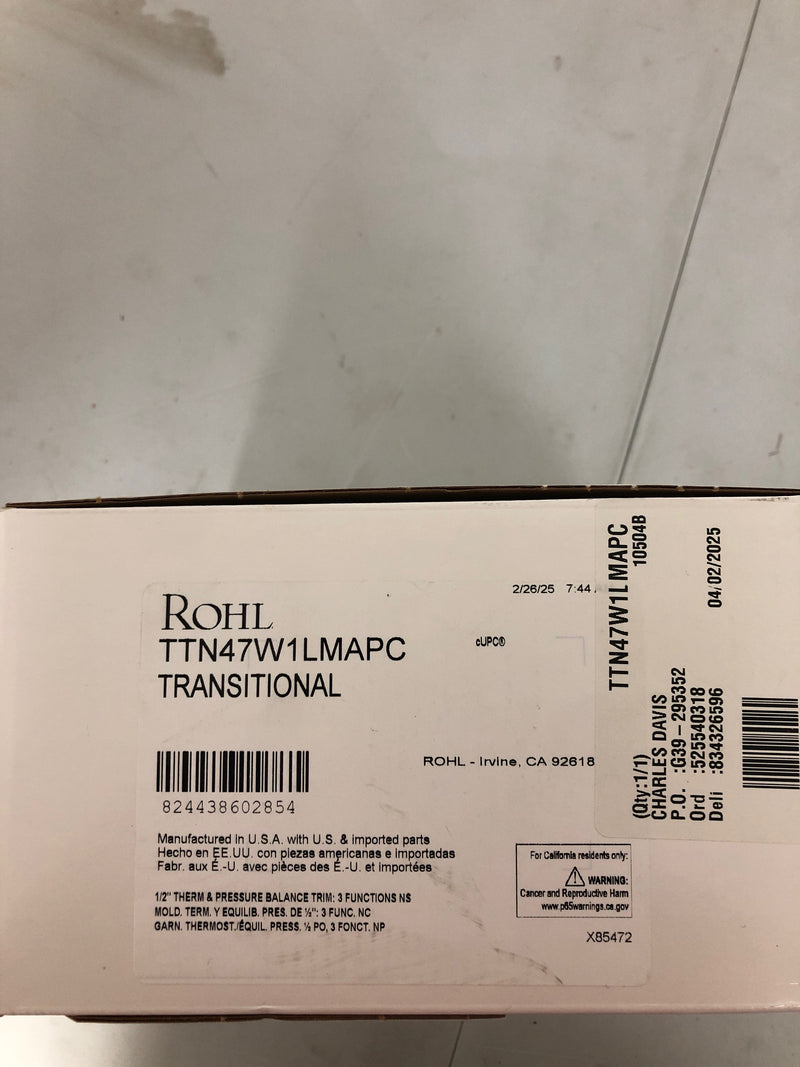 ROHL
2/26/25 7:44
TTN47W1LMAPC
cUPC®
TRANSITIONAL
ROHL - Irvine, CA 92618
824438602854
Manufactured in U.S.A. with U.S. & imported parts
Hecho en EE.UU. con piezas americanas e importadas
Fabr. aux É.-U. avec pièces des É.-U. et importées
1/2" THERM & PRESSURE BALANCE TRIM: 3 FUNCTIONS NS
MOLD. TERM. Y EQUILIB. PRES. DE ½": 3 FUNC. NC
GARN. THERMOST./ÉQUIL. PRESS. ½ PO, 3 FONCT. NP
For California residents only:
WARNING:
Cancer and Reproductive Harm
www.p65warnings.ca.gov
X85472
TTN47W1LMAPC
10504B
(Qty:1/1)
CHARLES DAVIS
P.O. :G39-295352
Ord :525540318
Deli :834326596
04/02/2025